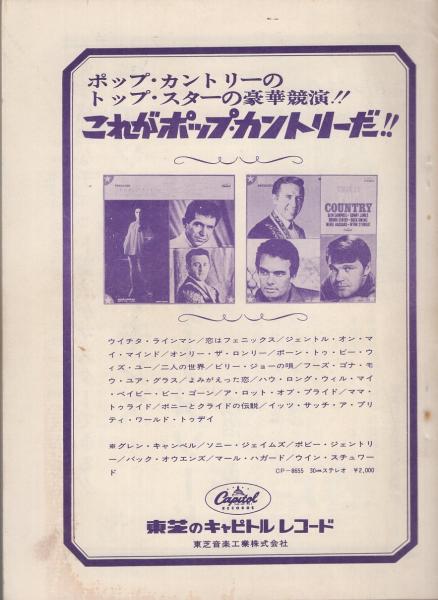 ポップ・カントリーの
トップ・スターの豪華競演!!
これがポップ・カントリーだ!!
COUNTRY
GLEN CAMPBELL・SONNY JAMES
BOBBIE GENTRY・BUCK OWENS
MERLE HAGGARD・WYNN STEWART
ウイチタ・ラインマン/恋はフェニックス/ジェントル・オン・マ
イ・マインド/オンリー・ザ・ロンリー/ボーン・トゥ・ビー・ウ
ィズ・ユー/二人の世界/ビリー・ジョーの唄/フーズ・ゴナ・モ
ウ・ユア・グラス/よみがえった恋/ハウ・ロング・ウィル・マイ
・ベイビー・ビー・ゴーン/ア・ロット・オブ・プライド/ママ・
トゥライド/ボニーとクライドの伝説/イッツ・サッチ・ア・プリ
ティ・ワールド・トゥデイ
※グレン・キャンベル/ソニー・ジェイムズ/ボビー・ジェントリ
ー/バック・オウエンズ/マール・ハガード/ウイン・スチュワー
ド
CP-8655 30cmステレオ ¥2,000
Capitol
RECORDS
東芝のキャピトル レコード
東芝音楽工業株式会社